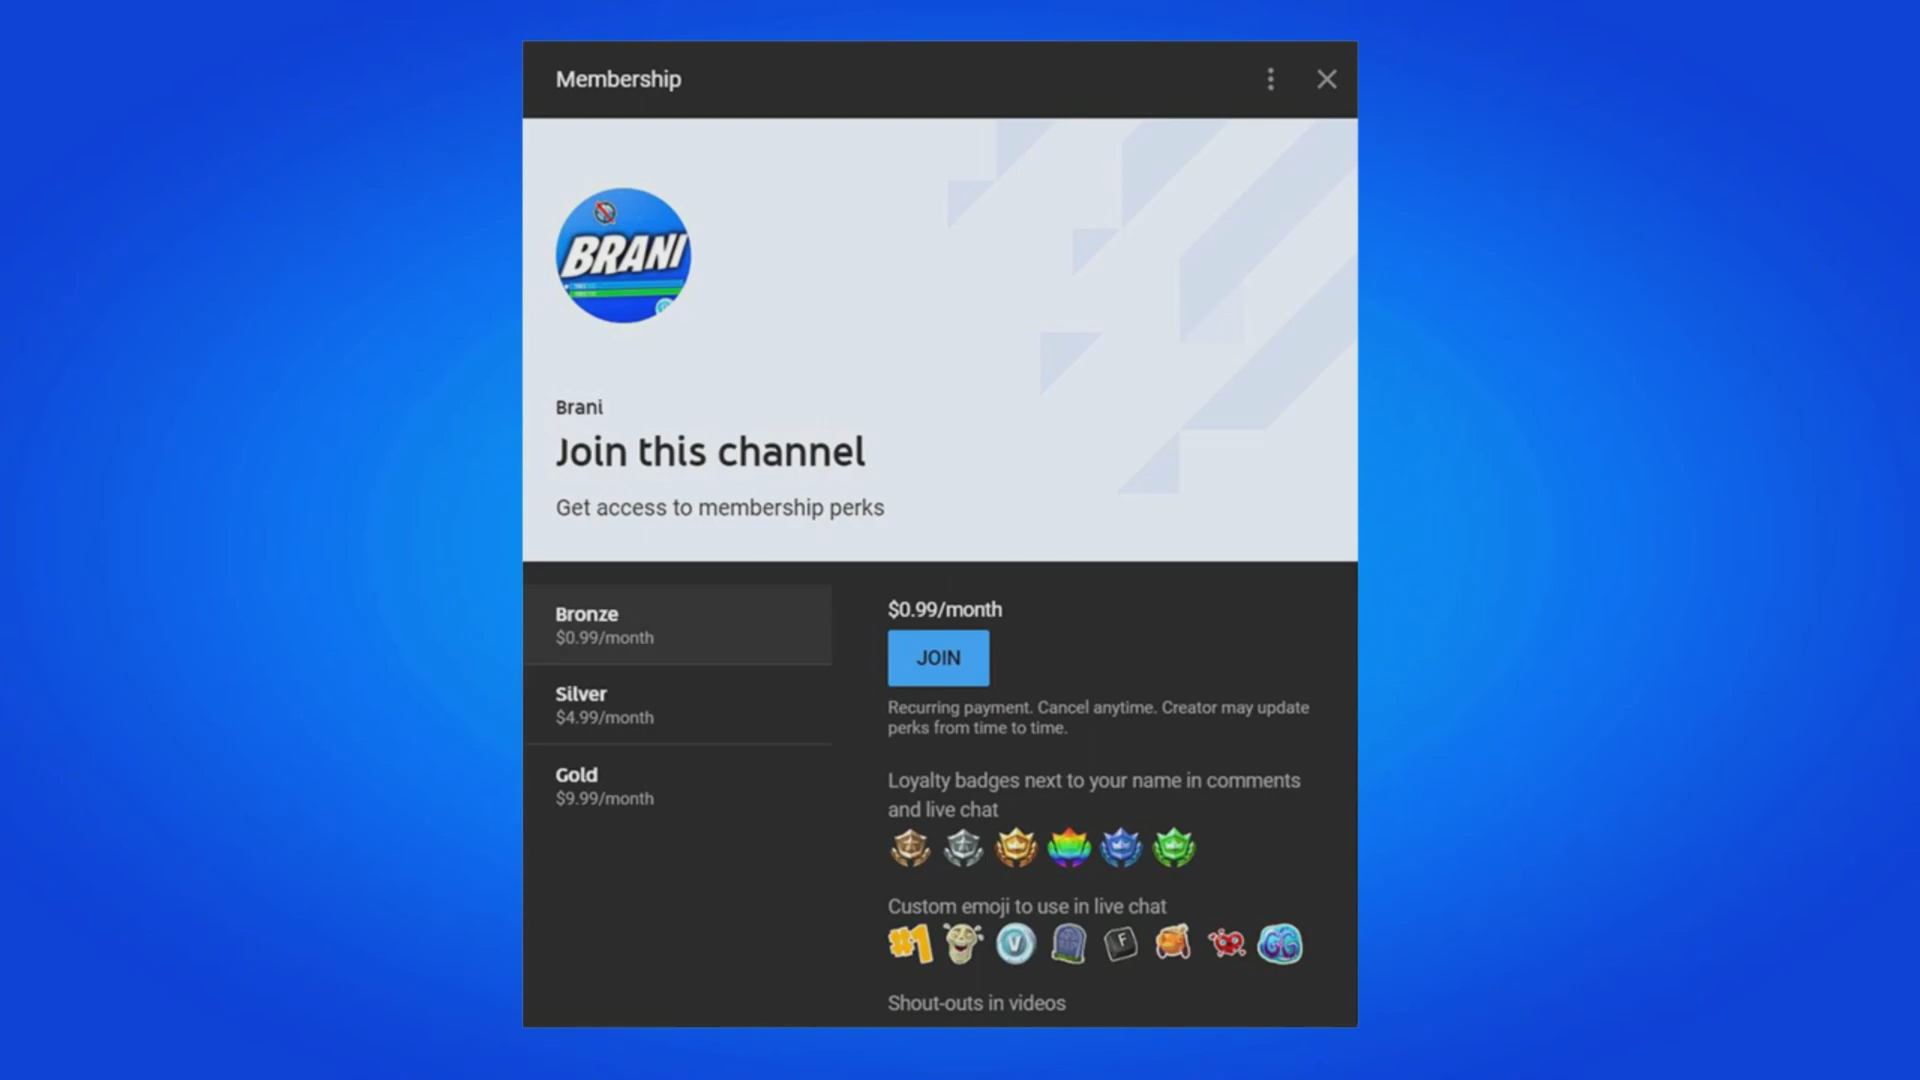 Membership
BRANI
Brani
Join this channel
Get access to membership perks
Bronze
$0.99/month
Silver
$4.99/month
Gold
$9.99/month
$0.99/month
JOIN
Recurring payment. Cancel anytime. Creator may update
perks from time to time.
Loyalty badges next to your name in comments
and live chat
Custom emoji to use in live chat
#1 V RIP F GG
Shout-outs in videos